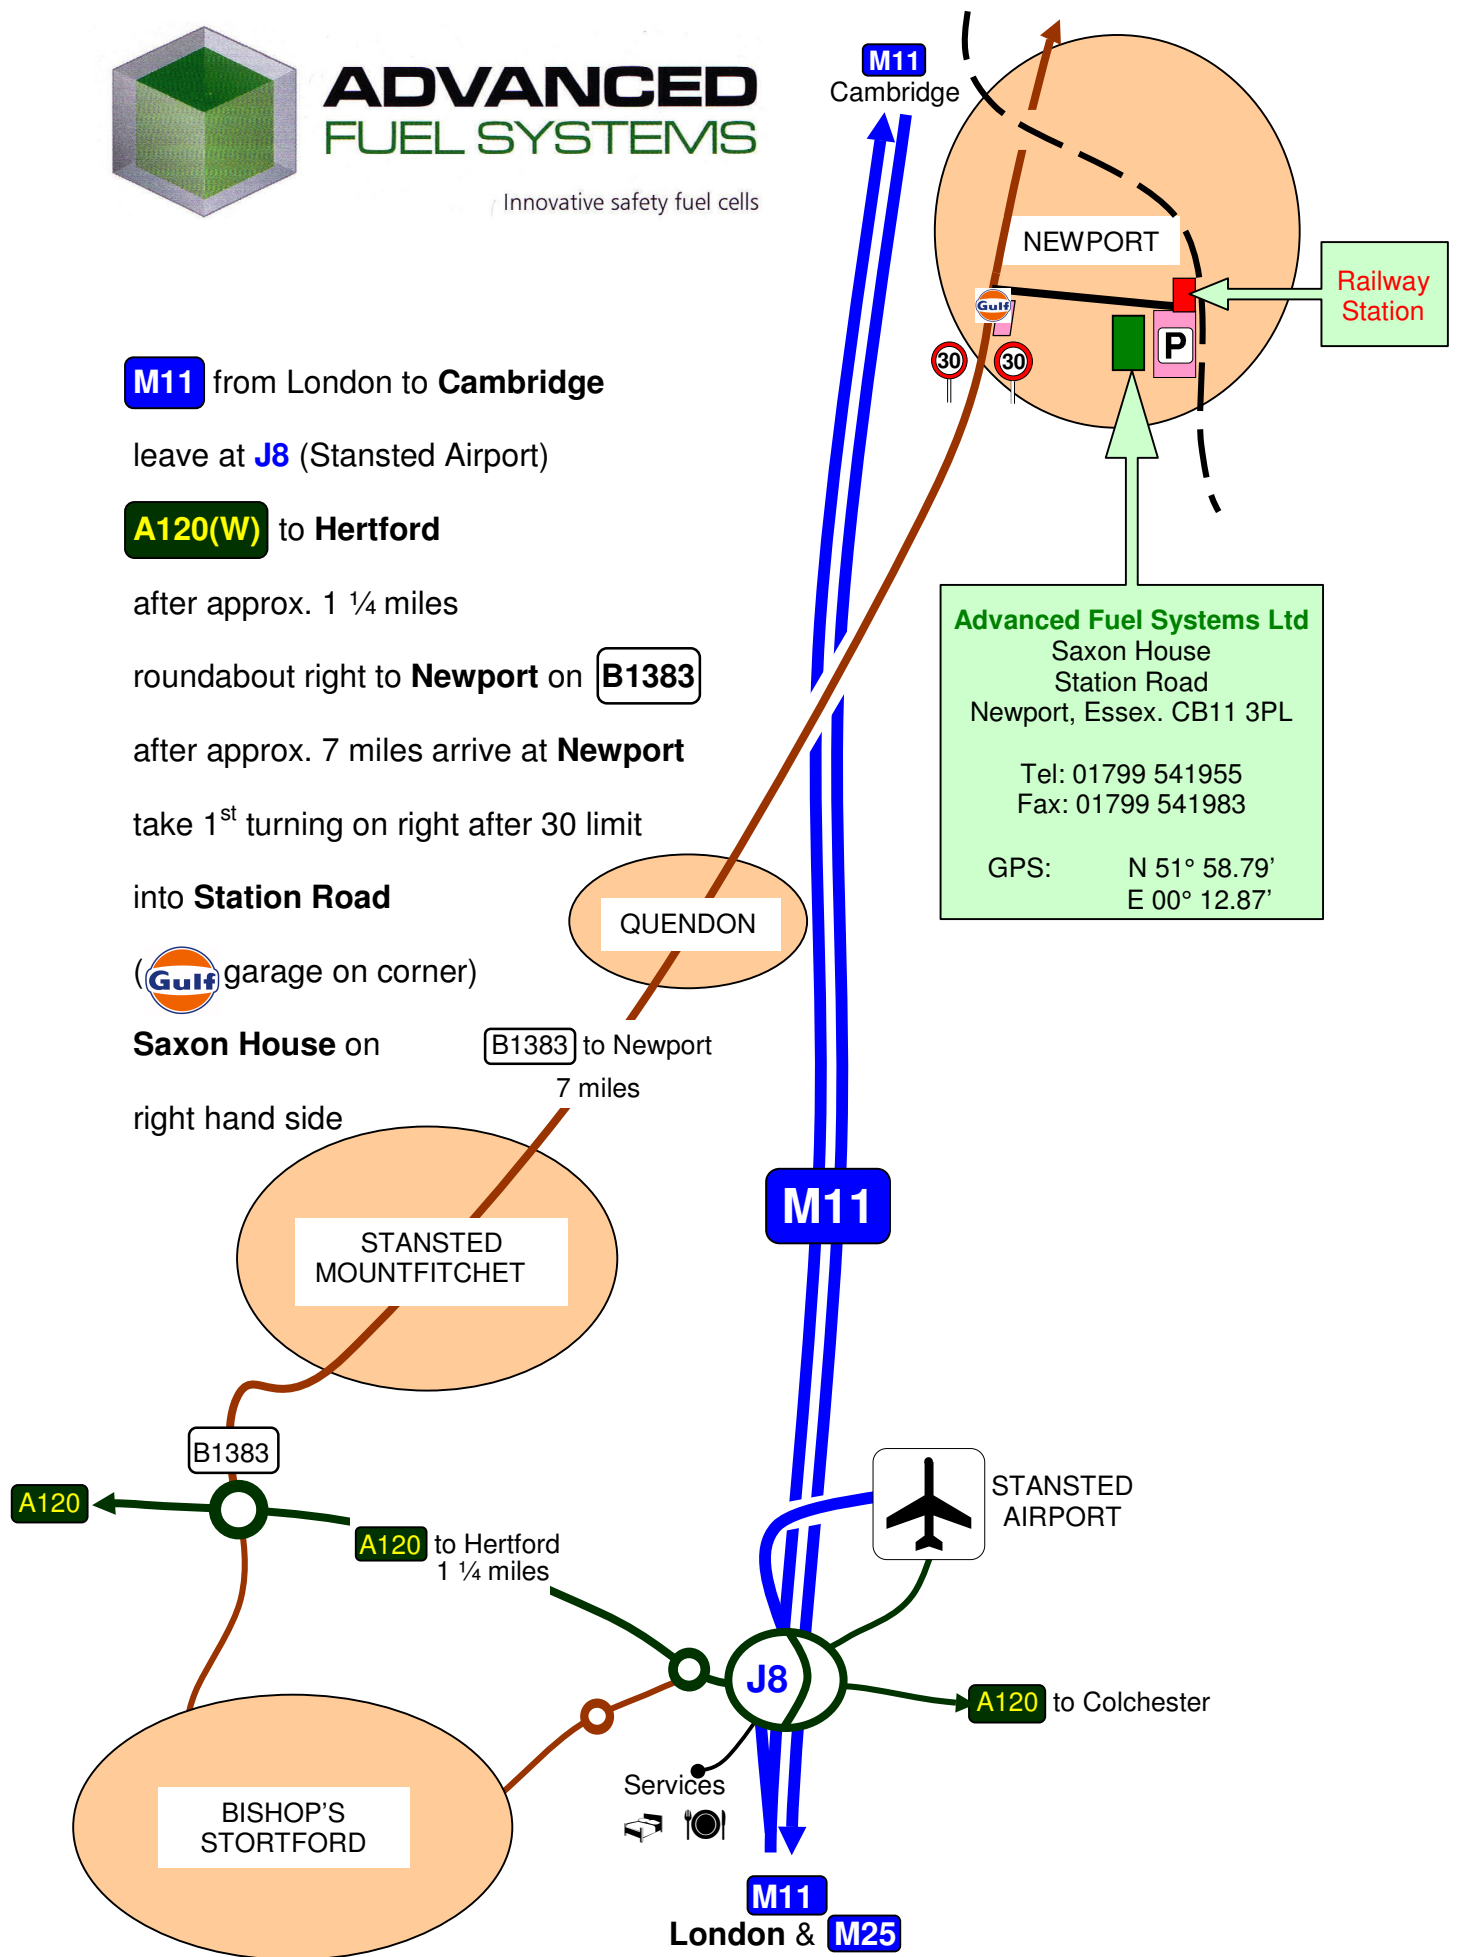 ADVANCED
FUEL SYSTEMS
Innovative safety fuel cells
M11 from London to Cambridge
leave at J8 (Stansted Airport)
A120(W) to Hertford
after approx. 1 ¼ miles
roundabout right to Newport on B1383
after approx. 7 miles arrive at Newport
take 1st turning on right after 30 limit
into Station Road
(Gulf garage on corner)
Saxon House on
right hand side
M11
Cambridge
NEWPORT
Railway
Station
Gulf
P
30
30
Advanced Fuel Systems Ltd
Saxon House
Station Road
Newport, Essex. CB11 3PL
Tel: 01799 541955
Fax: 01799 541983
GPS: N 51° 58.79’
E 00° 12.87’
QUENDON
B1383 to Newport
7 miles
M11
STANSTED
MOUNTFITCHET
B1383
A120
A120 to Hertford
1 ¼ miles
STANSTED
AIRPORT
J8
A120 to Colchester
Services
BISHOP'S
STORTFORD
M11
London & M25